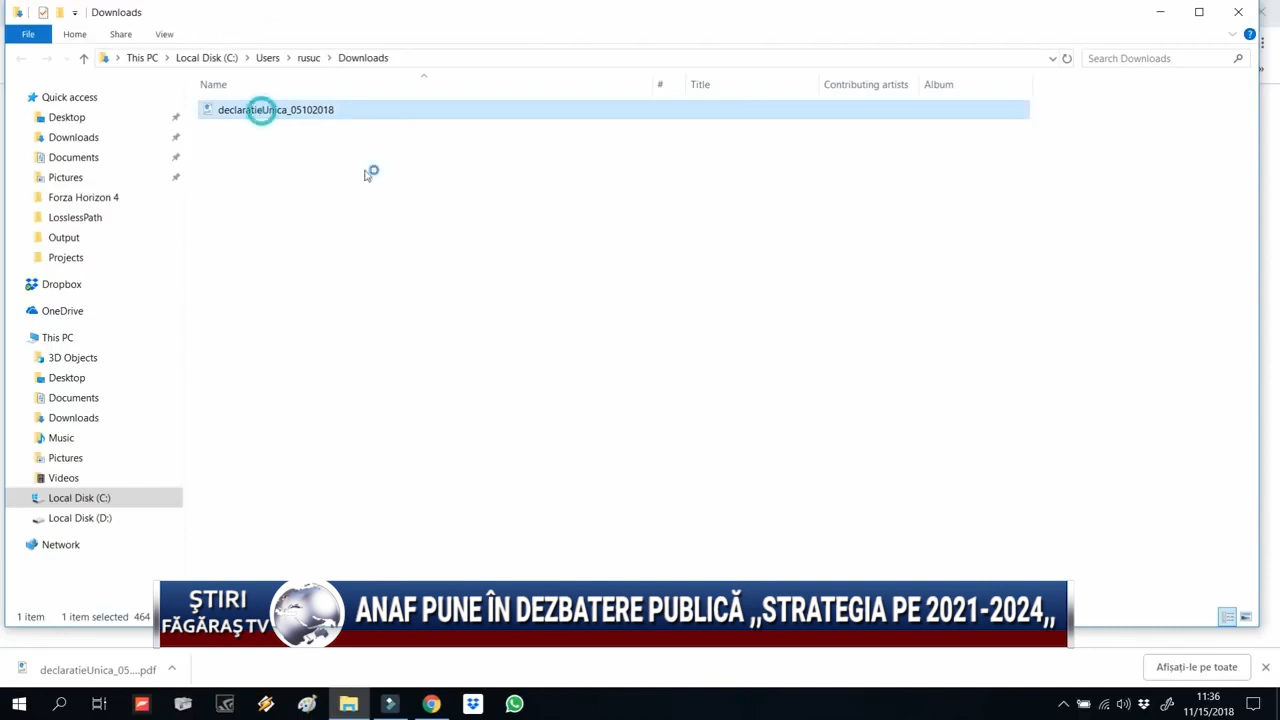 Downloads
File Home Share View
This PC > Local Disk (C:) > Users > rusuc > Downloads
Search Downloads
Name # Title Contributing artists Album
declaratieUnica_05102018
Quick access
Desktop
Downloads
Documents
Pictures
Forza Horizon 4
LosslessPath
Output
Projects
Dropbox
OneDrive
This PC
3D Objects
Desktop
Documents
Downloads
Music
Pictures
Videos
Local Disk (C:)
Local Disk (D:)
Network
1 item 1 item selected 464
ŞTIRI
FĂGĂRAŞ TV
ANAF PUNE ÎN DEZBATERE PUBLICĂ ,,STRATEGIA PE 2021-2024,,
declaratieUnica_05....pdf
Afișați-le pe toate
11:36
11/15/2018